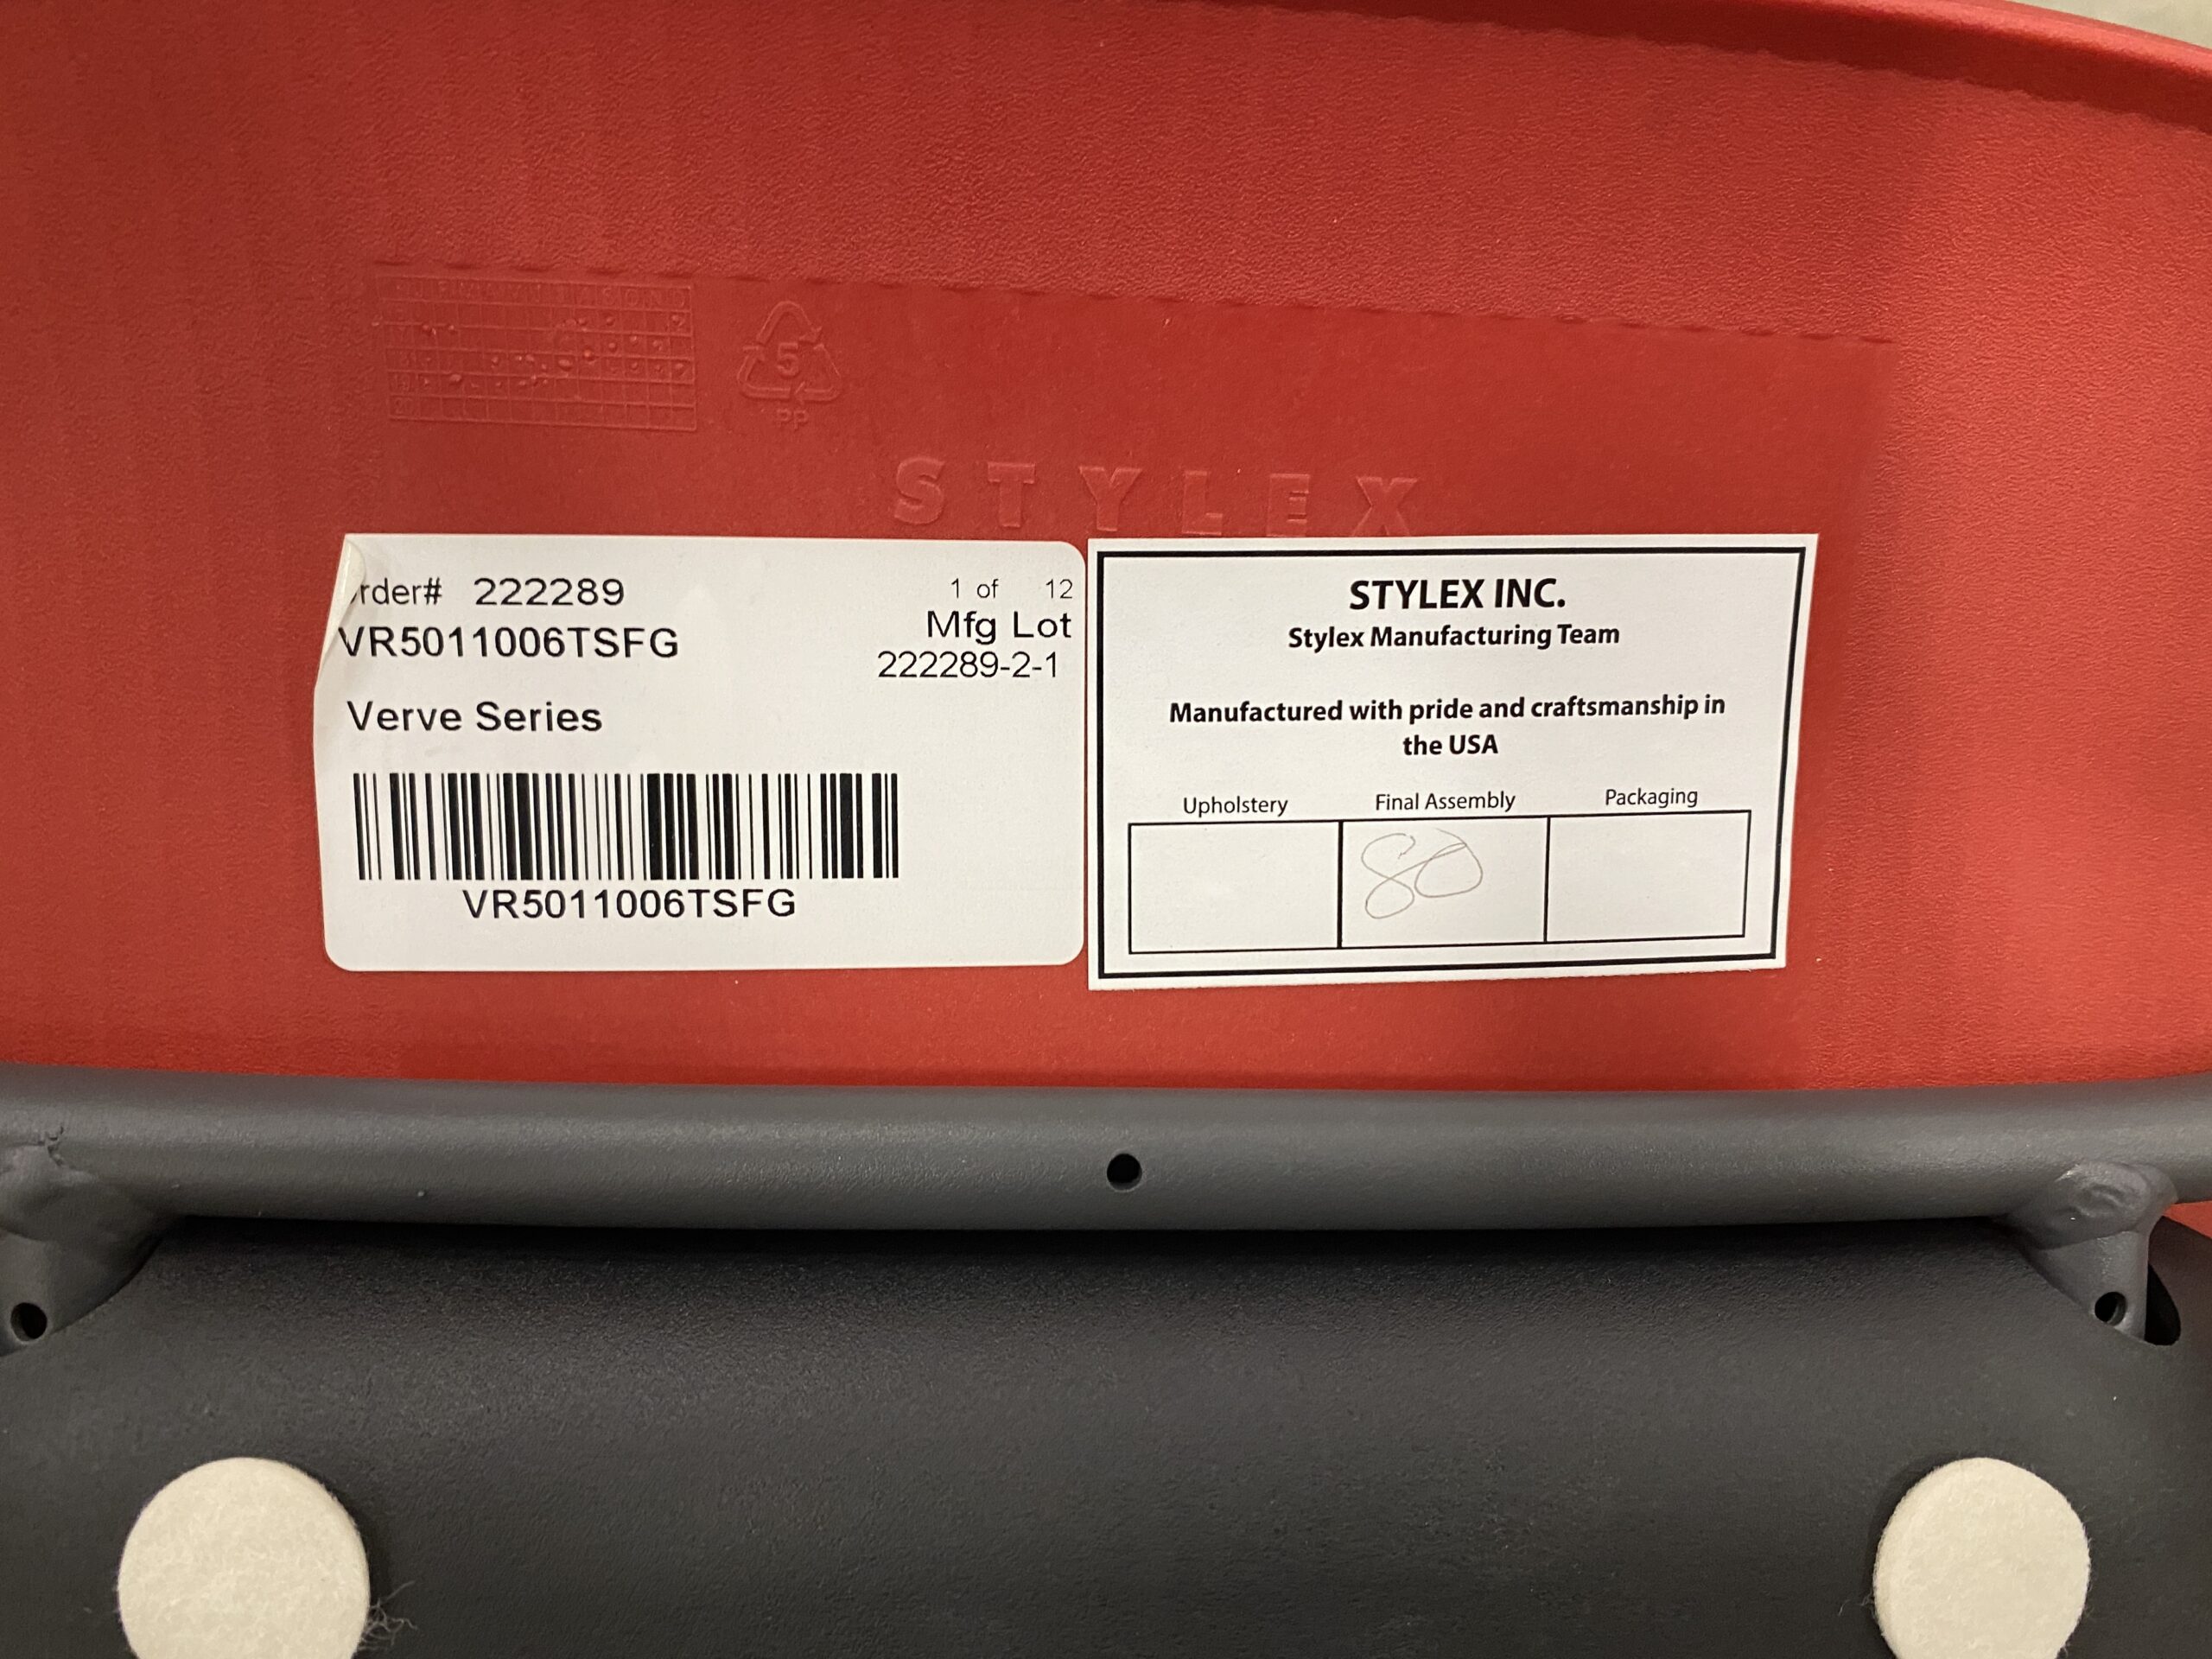 5
PP
STYLEX
rder# 222289
1 of 12
VR5011006TSFG
Mfg Lot
222289-2-1
Verve Series
VR5011006TSFG
STYLEX INC.
Stylex Manufacturing Team
Manufactured with pride and craftsmanship in
the USA
Upholstery Final Assembly Packaging
80